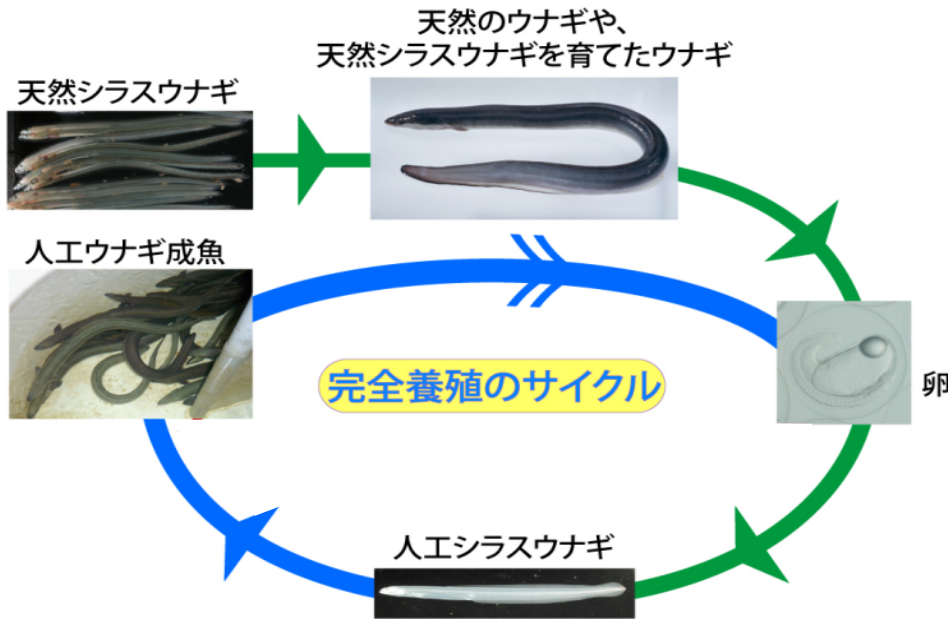 天然のウナギや、
天然シラスウナギを育てたウナギ
天然シラスウナギ
人工ウナギ成魚
完全養殖のサイクル
卵
人工シラスウナギ